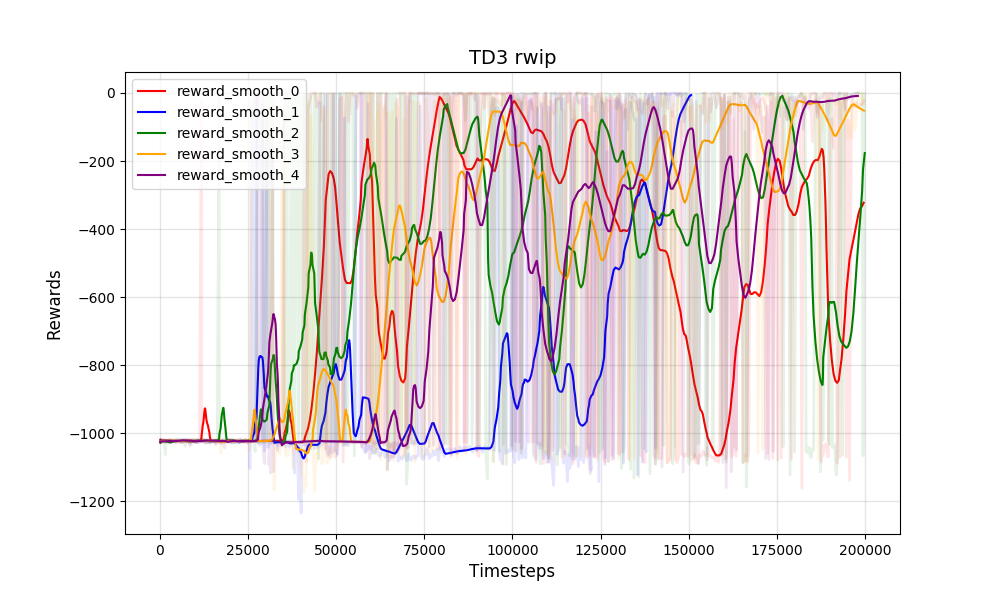 TD3 rwip
reward_smooth_0
reward_smooth_1
reward_smooth_2
reward_smooth_3
reward_smooth_4
0
−200
−400
−600
−800
−1000
−1200
Rewards
0 25000 50000 75000 100000 125000 150000 175000 200000
Timesteps